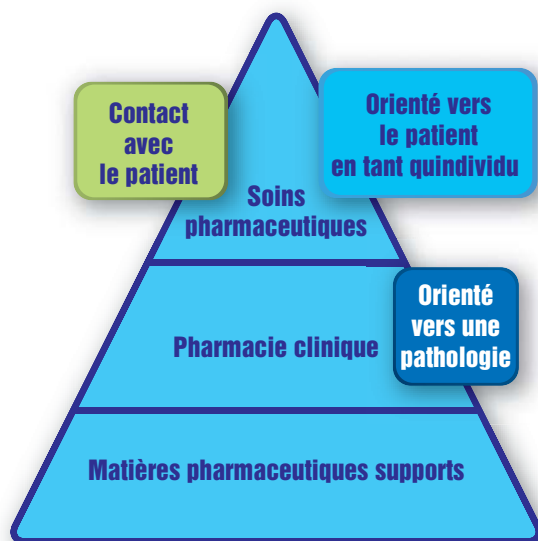 Contact
avec
le patient
Orienté vers
le patient
en tant quindividu
Soins
pharmaceutiques
Orienté
vers une
pathologie
Pharmacie clinique
Matières pharmaceutiques supports